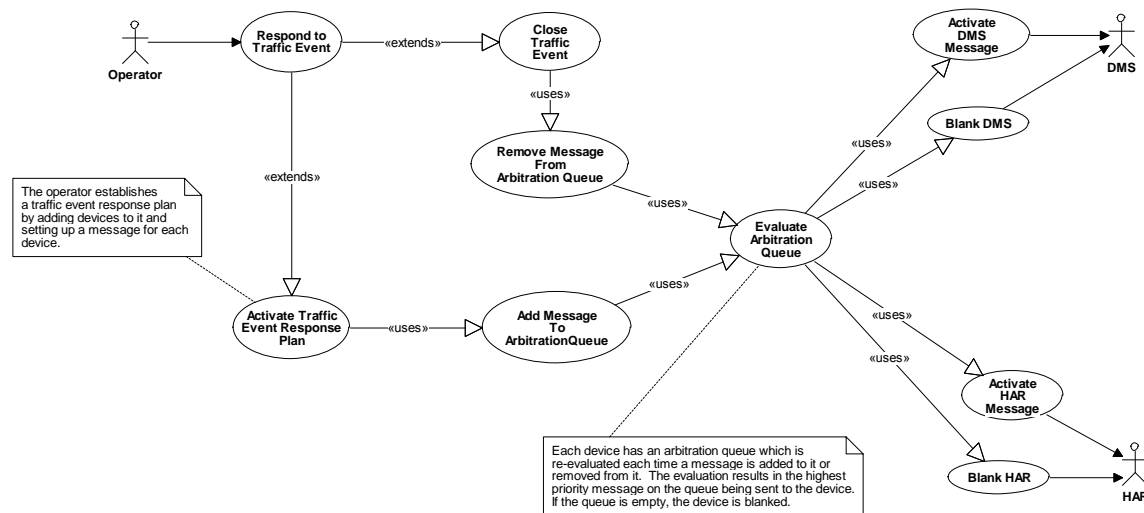 Operator
Respond to
Traffic Event
«extends»
Close
Traffic
Event
«uses»
Remove Message
From
Arbitration Queue
«uses»
«extends»
The operator establishes
a traffic event response plan
by adding devices to it and
setting up a message for each
device.
Activate Traffic
Event Response
Plan
«uses»
Add Message
To
ArbitrationQueue
«uses»
Evaluate
Arbitration
Queue
«uses»
Activate
DMS
Message
DMS
«uses»
Blank DMS
«uses»
Activate
HAR
Message
«uses»
Blank HAR
HAR
Each device has an arbitration queue which is
re-evaluated each time a message is added to it or
removed from it. The evaluation results in the highest
priority message on the queue being sent to the device.
If the queue is empty, the device is blanked.